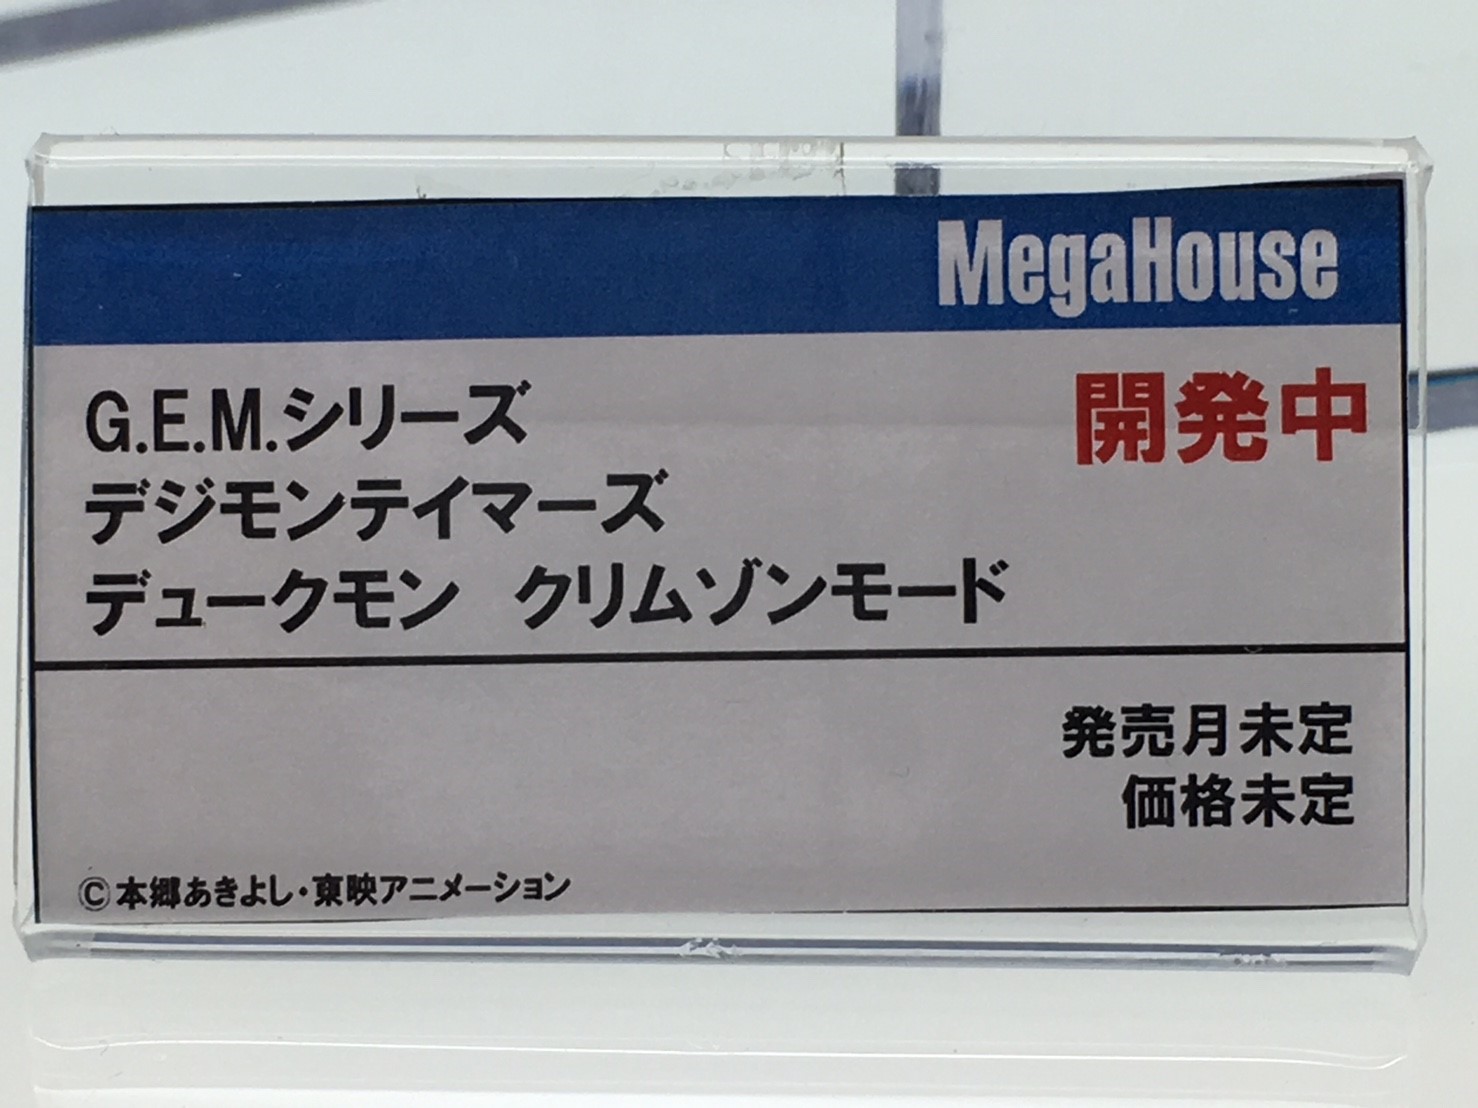 MegaHouse
G.E.M.シリーズ
開発中
デジモンテイマーズ
デュークモン　クリムゾンモード
発売月未定
価格未定
©本郷あきよし・東映アニメーション